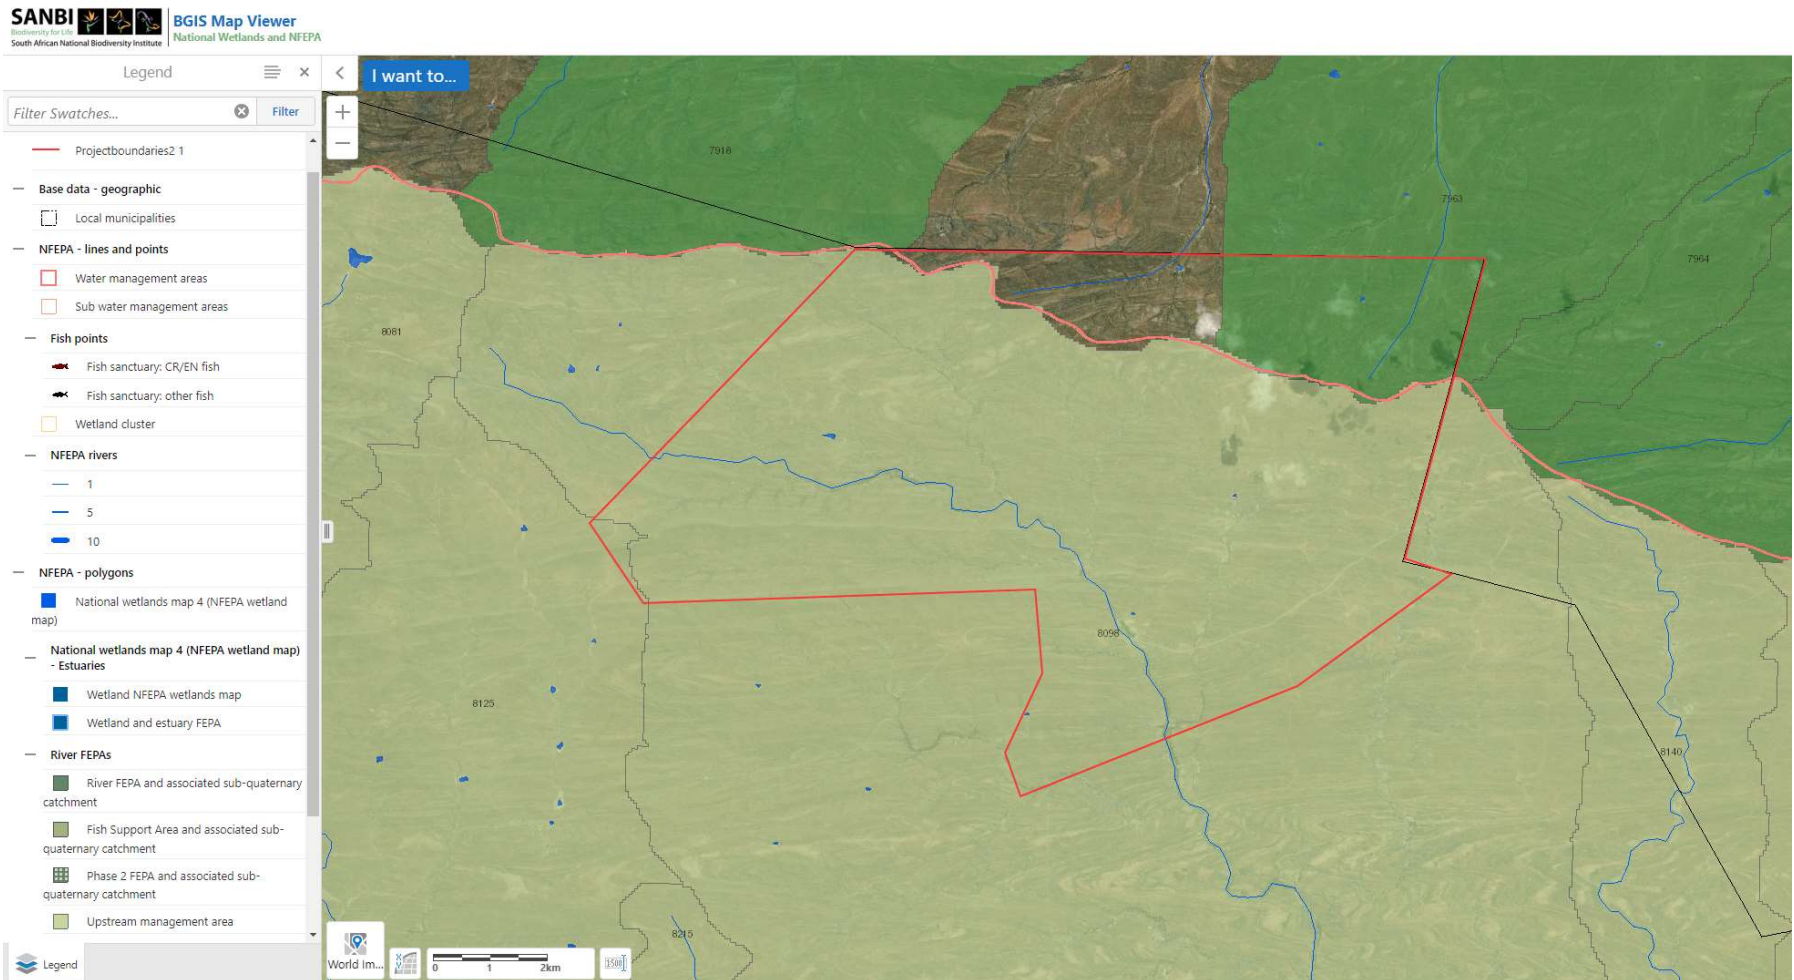 SANBI
Biodiversity for Life
South African National Biodiversity Institute
BGIS Map Viewer
National Wetlands and NFEPA
Legend
I want to...
Filter Swatches...
Filter
Projectboundaries2 1
Base data - geographic
Local municipalities
NFEPA - lines and points
Water management areas
Sub water management areas
Fish points
Fish sanctuary: CR/EN fish
Fish sanctuary: other fish
Wetland cluster
NFEPA rivers
1
5
10
NFEPA - polygons
National wetlands map 4 (NFEPA wetland
map)
National wetlands map 4 (NFEPA wetland map)
- Estuaries
Wetland NFEPA wetlands map
Wetland and estuary FEPA
River FEPAs
River FEPA and associated sub-quaternary
catchment
Fish Support Area and associated sub-
quaternary catchment
Phase 2 FEPA and associated sub-
quaternary catchment
Upstream management area
Legend
7918
7963
7964
8081
8098
8125
8140
8215
World Im...
0 1 2km